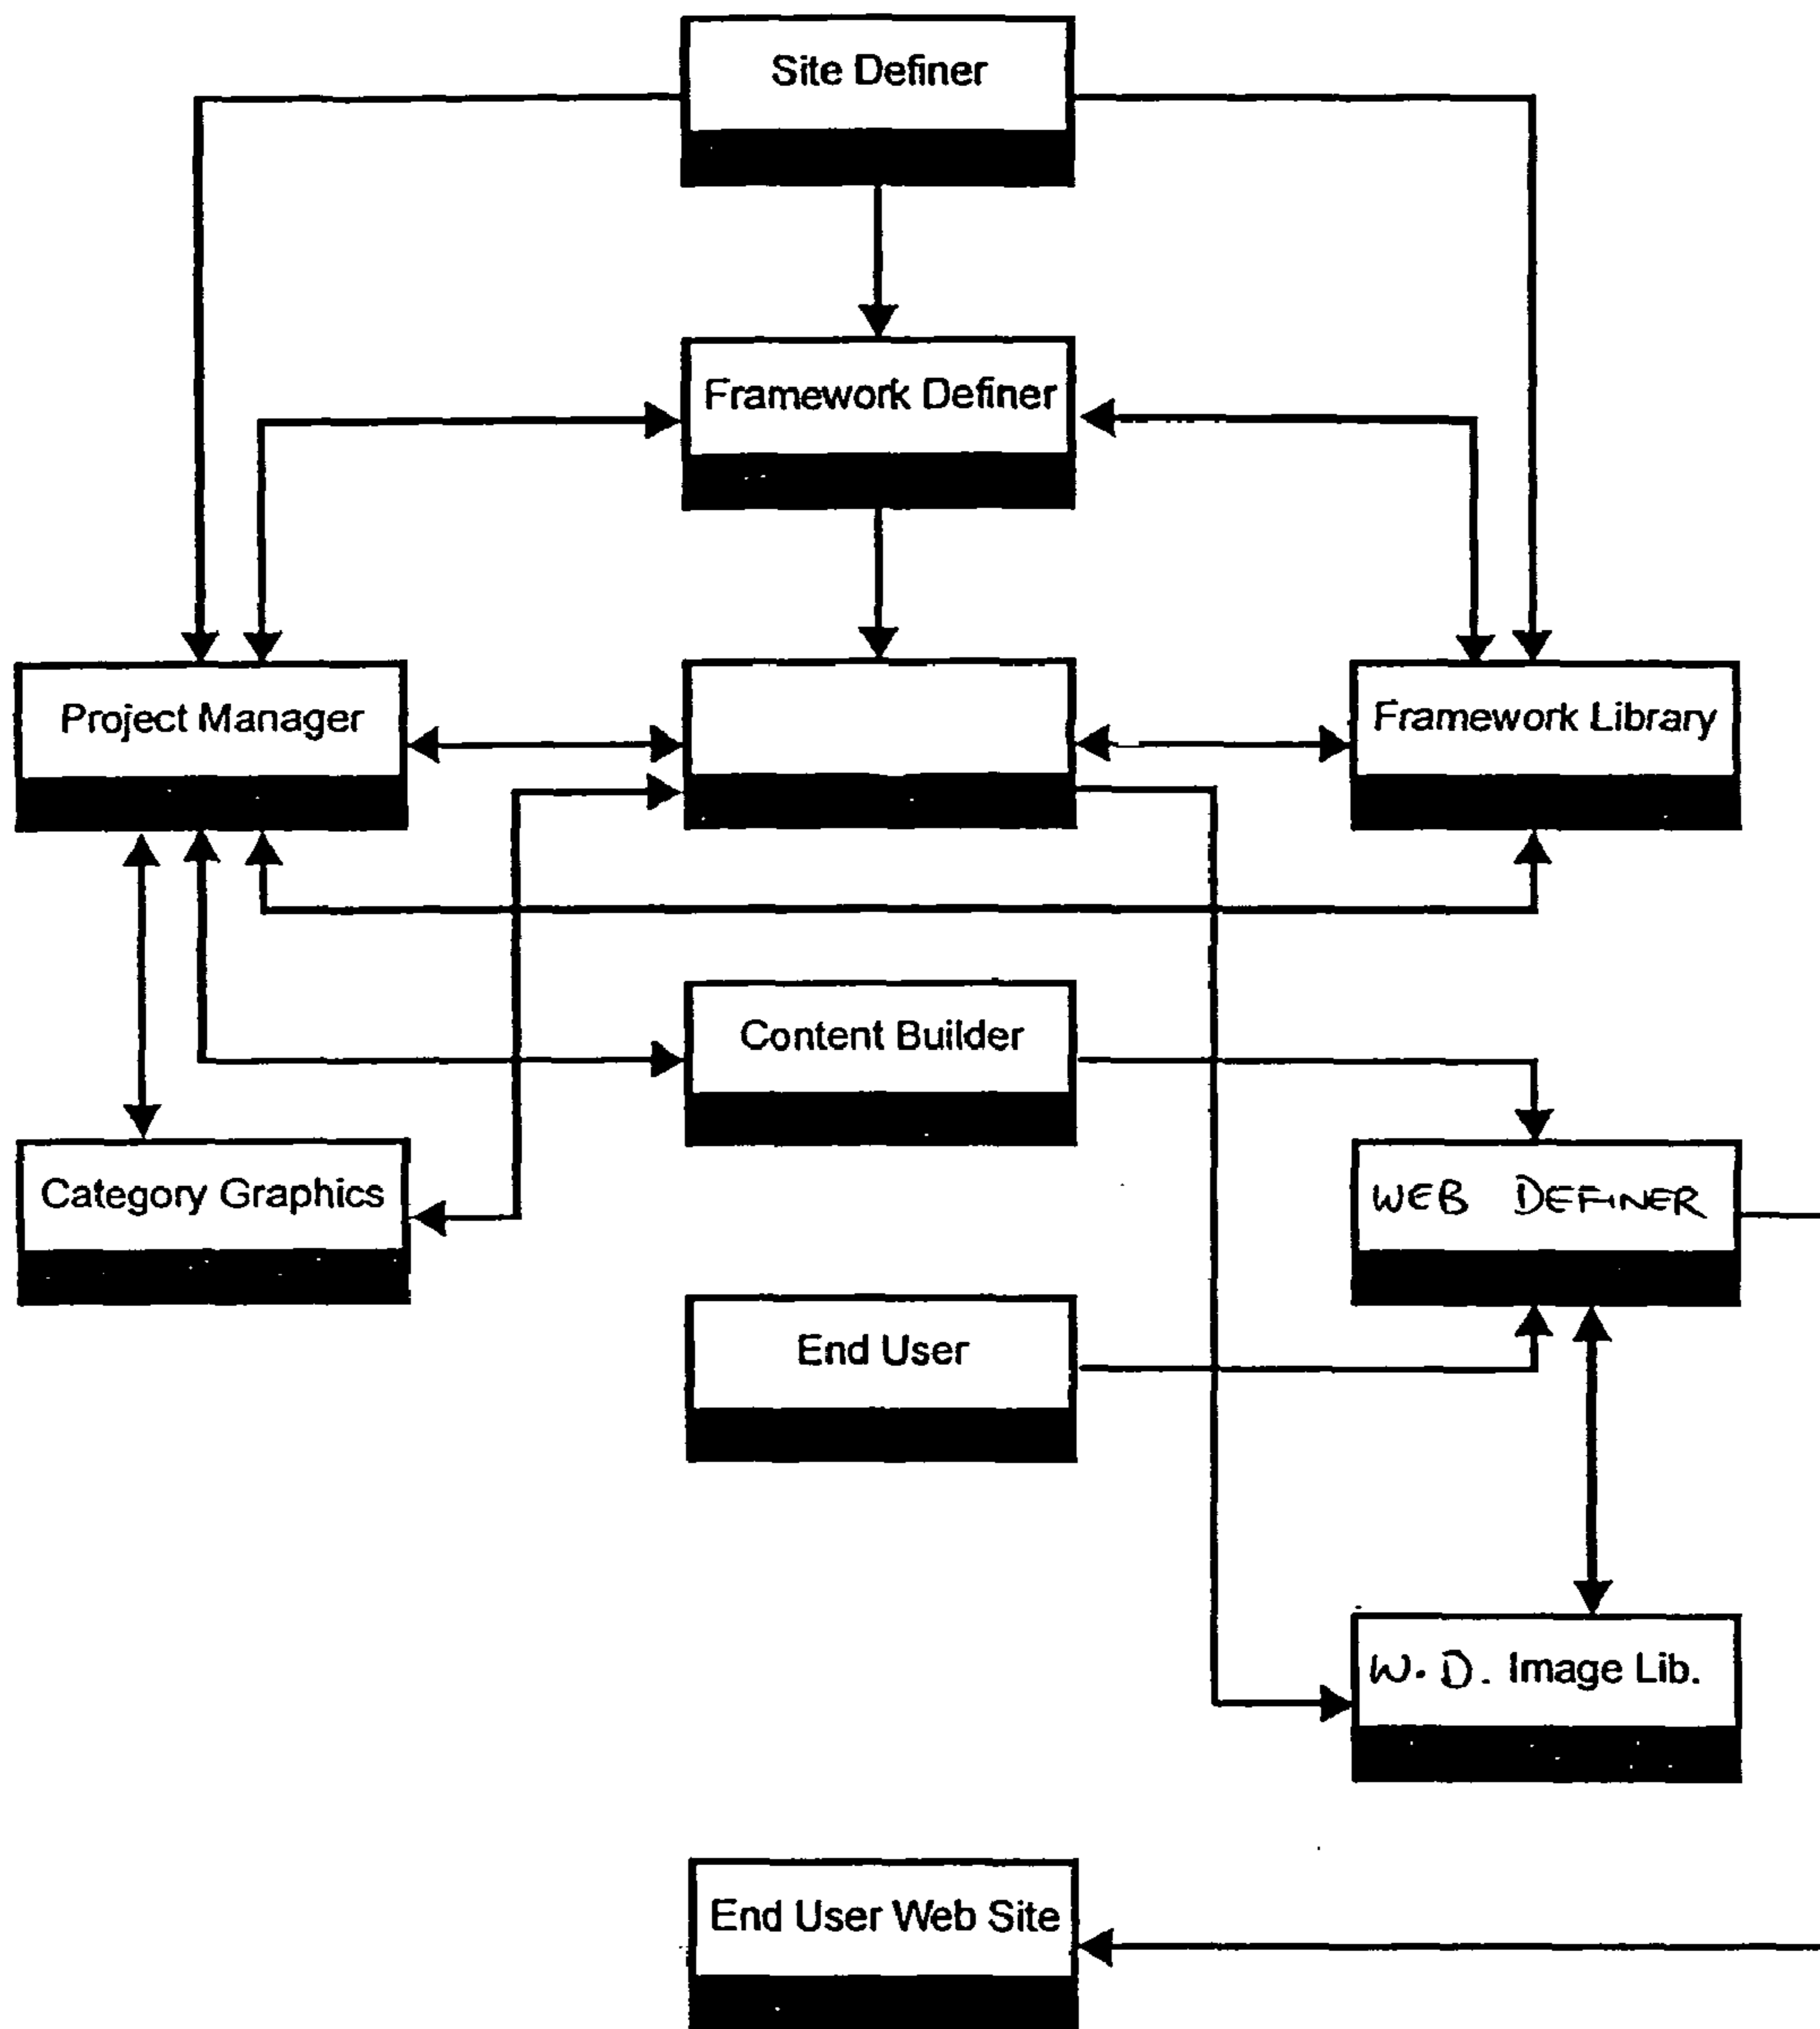 Site Definer
Framework Definer
Project Manager
Framework Library
Content Builder
Category Graphics
WEB DEFINER
End User
W.D. Image Lib.
End User Web Site